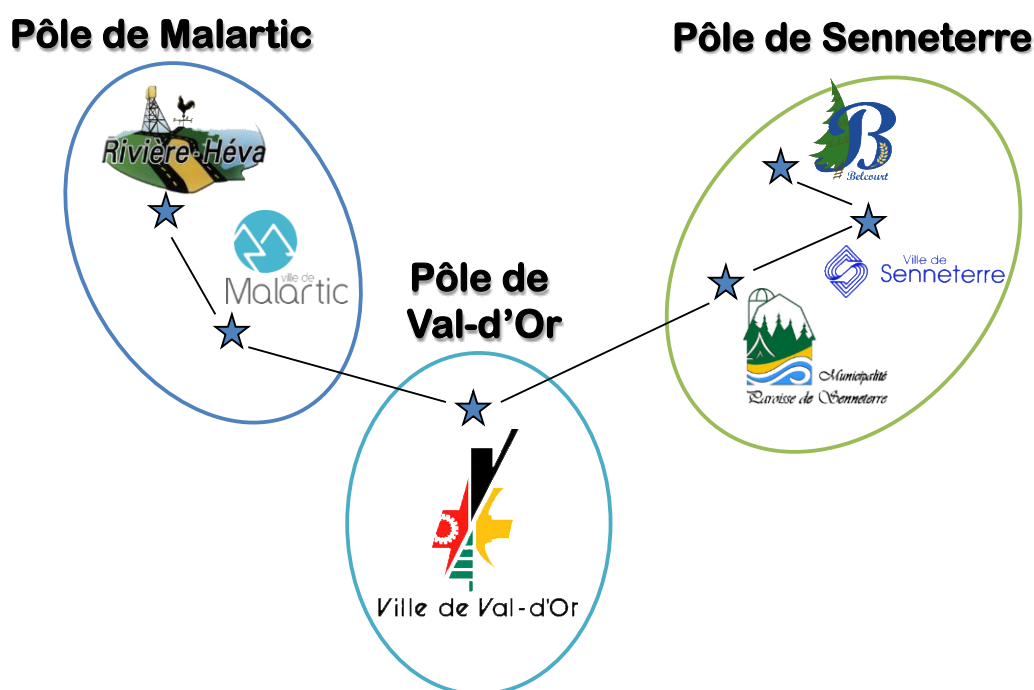 Pôle de Malartic
Pôle de Senneterre
Rivière-Héva
B
Belcourt
ville de
Malartic
Ville de
Senneterre
Pôle de
Val-d'Or
Municipalité
Paroisse de Senneterre
Ville de Val-d'Or